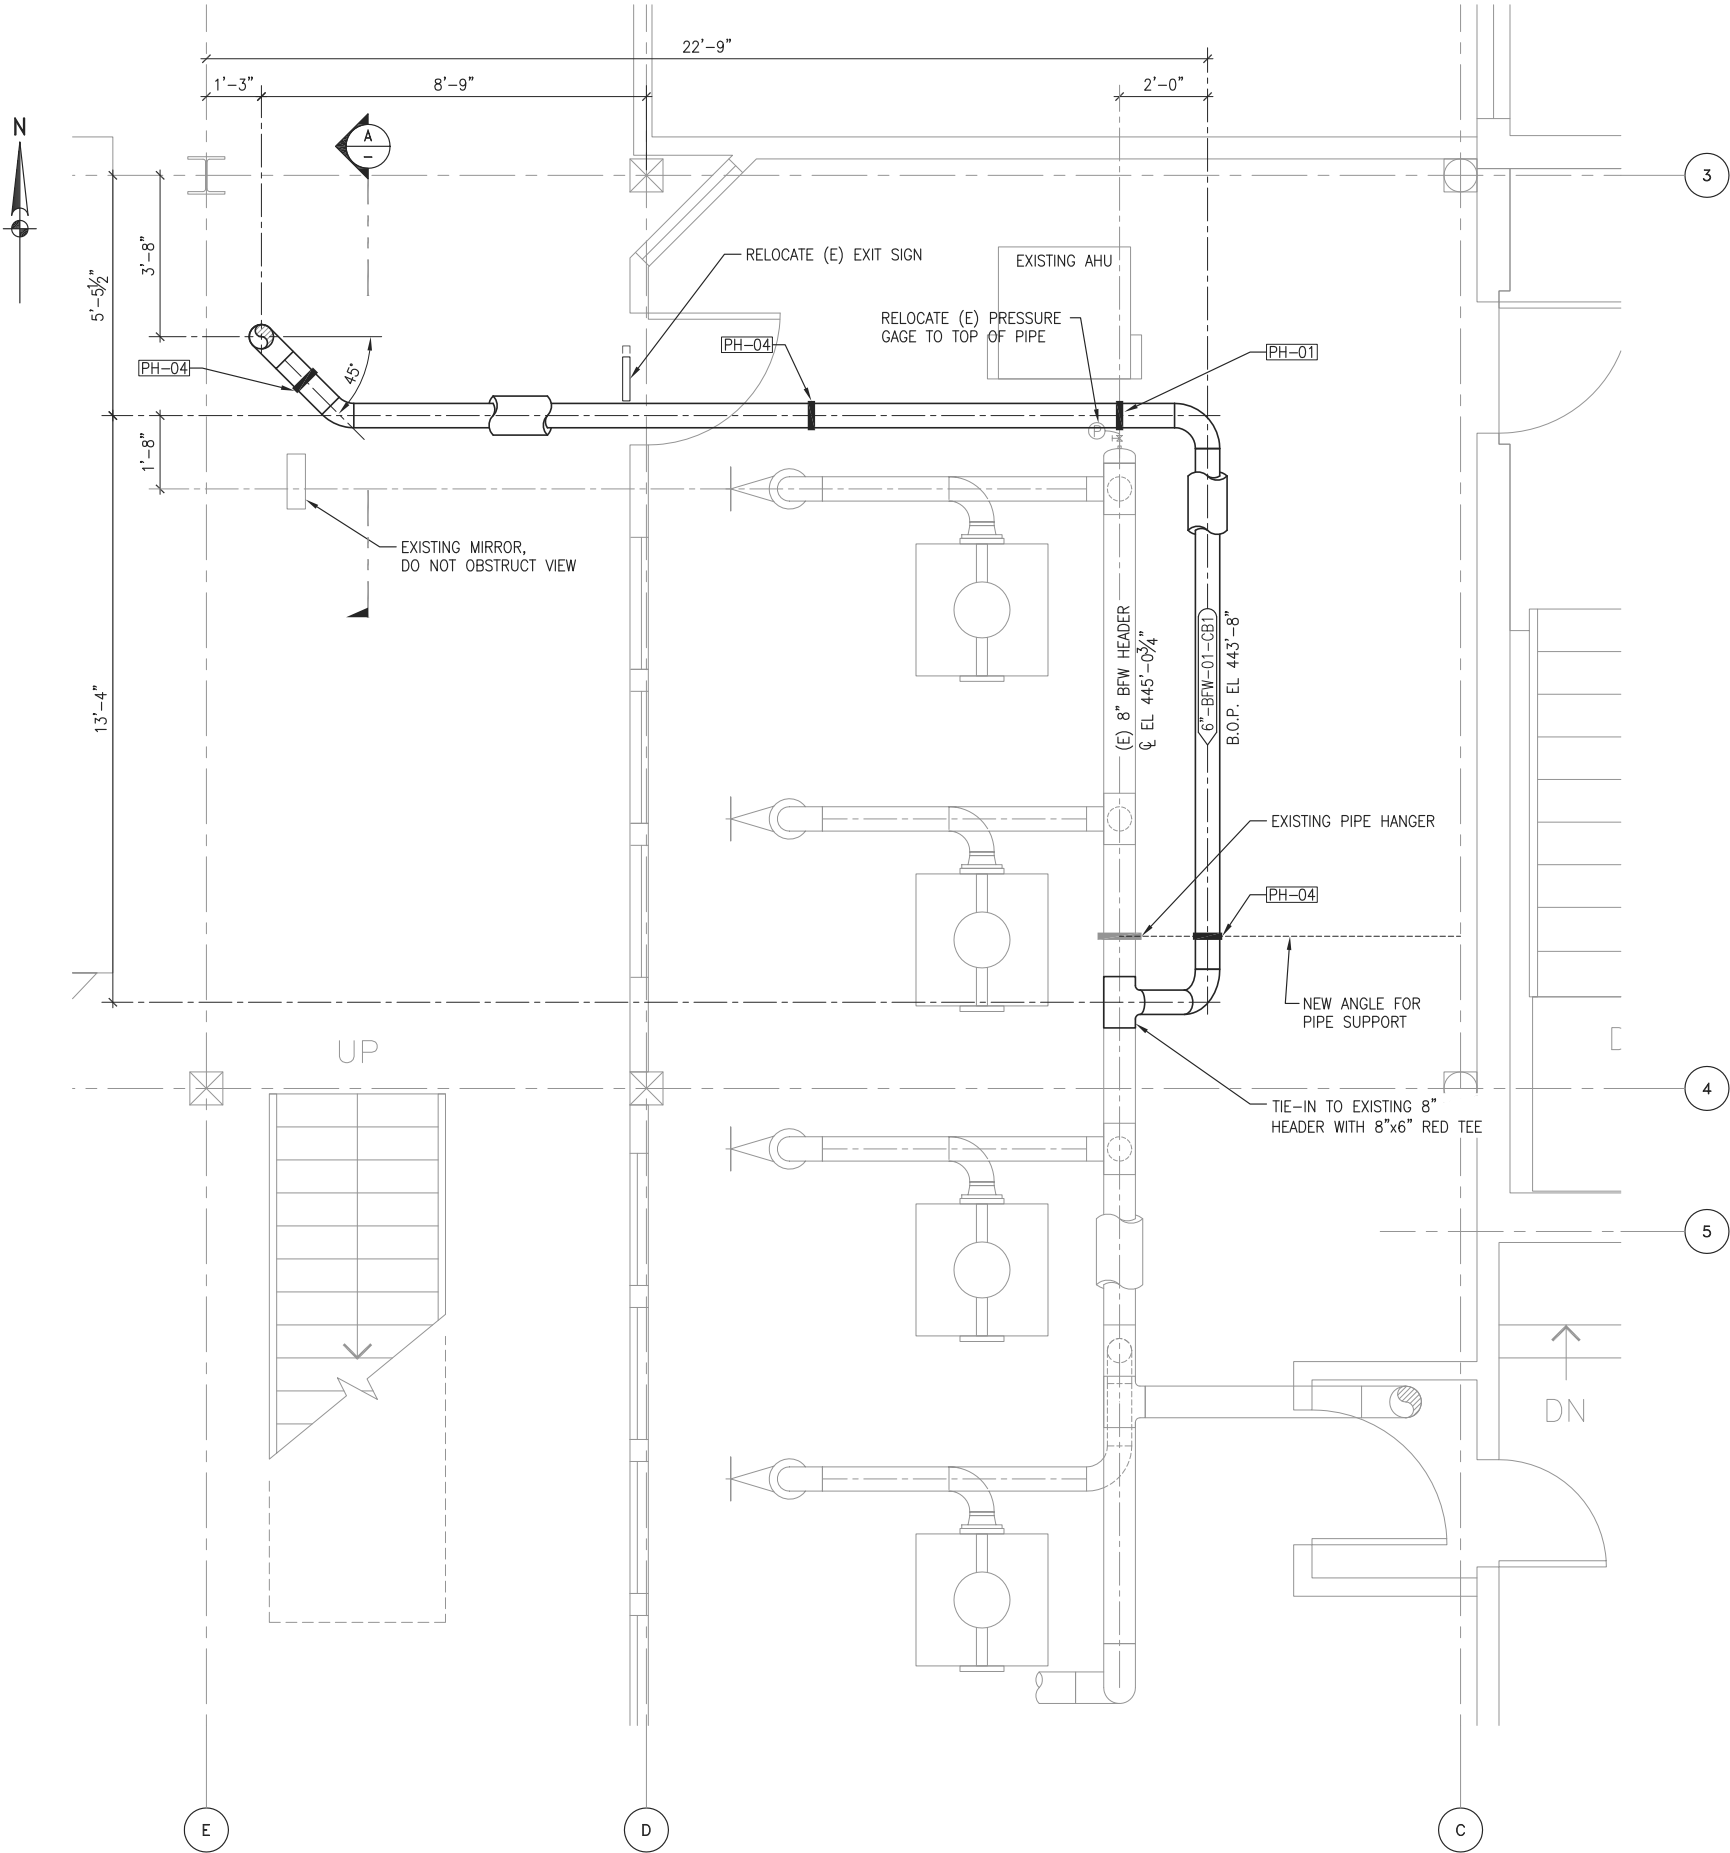 22'-9"
1'-3"
8'-9"
2'-0"
N
A
-
3
3'-8"
5'-5½"
RELOCATE (E) EXIT SIGN
EXISTING AHU
RELOCATE (E) PRESSURE
GAGE TO TOP OF PIPE
PH-04
PH-01
PH-04
45°
P
1'-8"
EXISTING MIRROR,
DO NOT OBSTRUCT VIEW
(E) 8" BFW HEADER
℄ EL 445'-0¾"
6"-BFW-01-CB1
B.O.P. EL 443'-8"
13'-4"
EXISTING PIPE HANGER
PH-04
NEW ANGLE FOR
PIPE SUPPORT
UP
D
4
TIE-IN TO EXISTING 8"
HEADER WITH 8"x6" RED TEE
5
DN
E
D
C